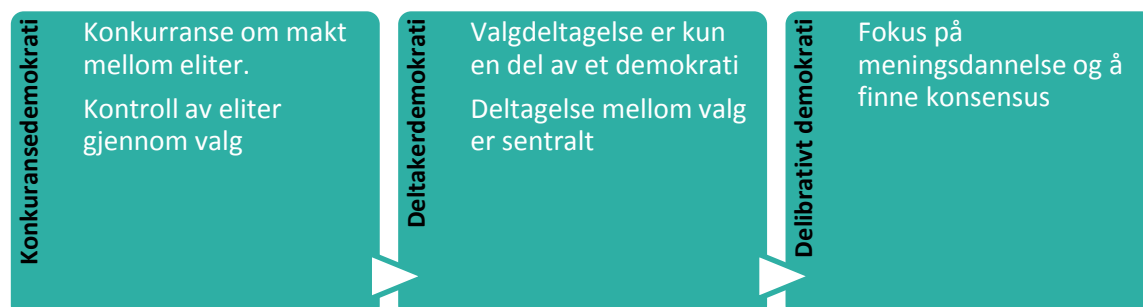 Konkuransedemokrati
Konkurranse om makt
mellom eliter.
Kontroll av eliter
gjennom valg
Deltakerdemokrati
Valgdeltagelse er kun
en del av et demokrati
Deltagelse mellom valg
er sentralt
Delibrativt demokrati
Fokus på
meningsdannelse og å
finne konsensus